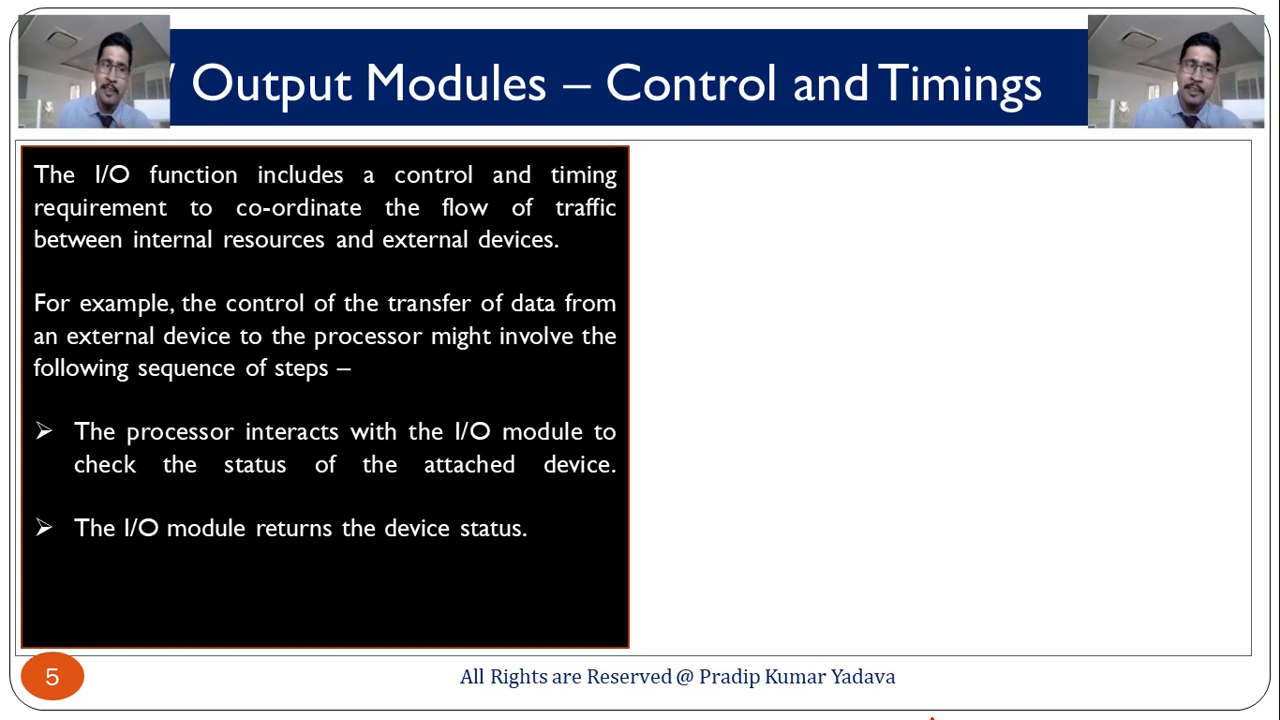 / Output Modules – Control and Timings
The I/O function includes a control and timing
requirement to co-ordinate the flow of traffic
between internal resources and external devices.
For example, the control of the transfer of data from
an external device to the processor might involve the
following sequence of steps –
➢ The processor interacts with the I/O module to
check the status of the attached device.
➢ The I/O module returns the device status.
5
All Rights are Reserved @ Pradip Kumar Yadava